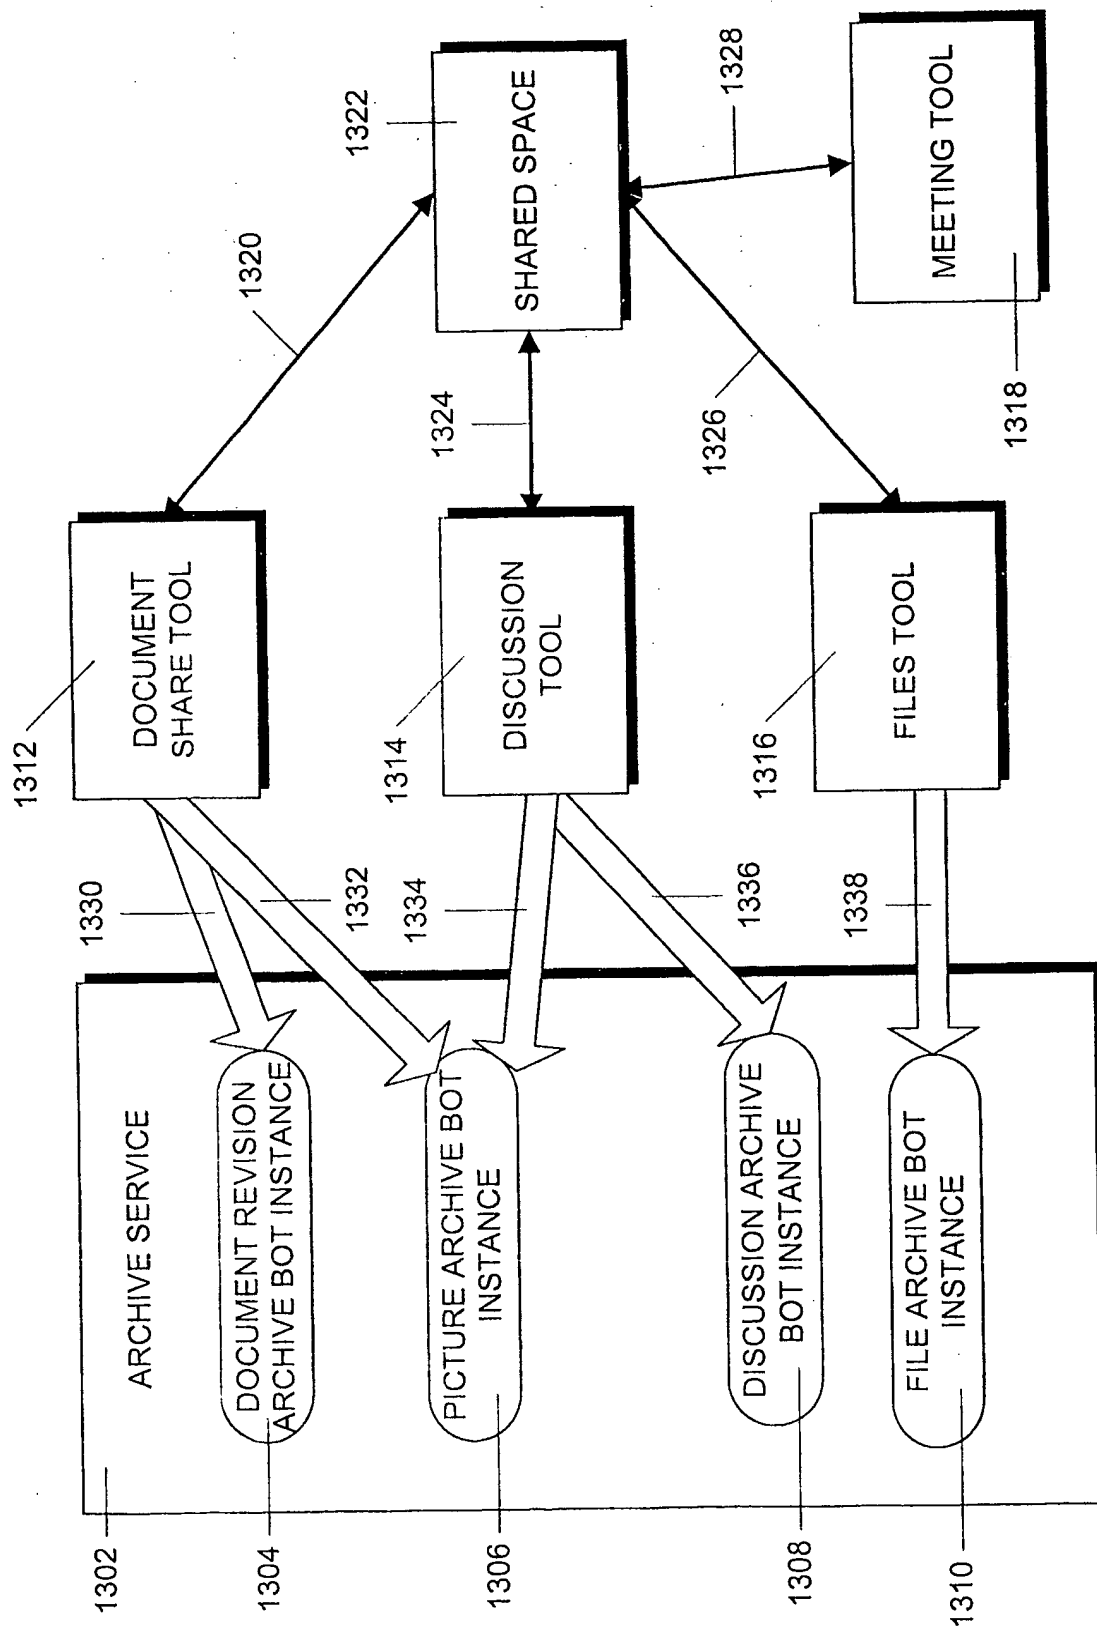 1302
ARCHIVE SERVICE
1304
DOCUMENT REVISION
ARCHIVE BOT INSTANCE
1306
PICTURE ARCHIVE BOT
INSTANCE
1308
DISCUSSION ARCHIVE
BOT INSTANCE
1310
FILE ARCHIVE BOT
INSTANCE
1330
1332
1334
1336
1338
1312
DOCUMENT
SHARE TOOL
1314
DISCUSSION
TOOL
1316
FILES TOOL
1320
1324
1326
1322
SHARED SPACE
1328
1318
MEETING TOOL